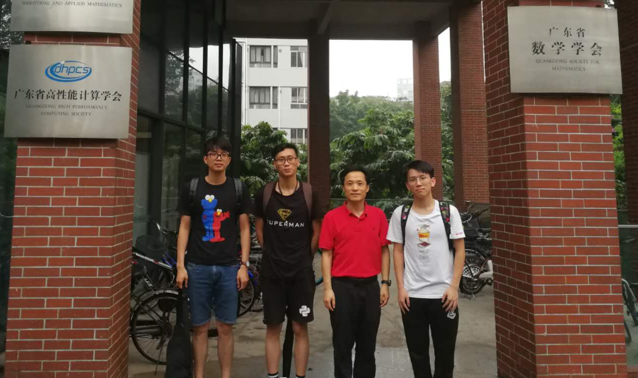 INDUSTRIAL AND APPLIED MATHEMATICS
dhpcs
广东省高性能计算学会
GUANGDONG HIGH PERFORMANCE
COMPUTING SOCIETY
广东省
数学学会
GUANGDONG SOCIETY FOR
MATHEMATICS
SUPERMAN